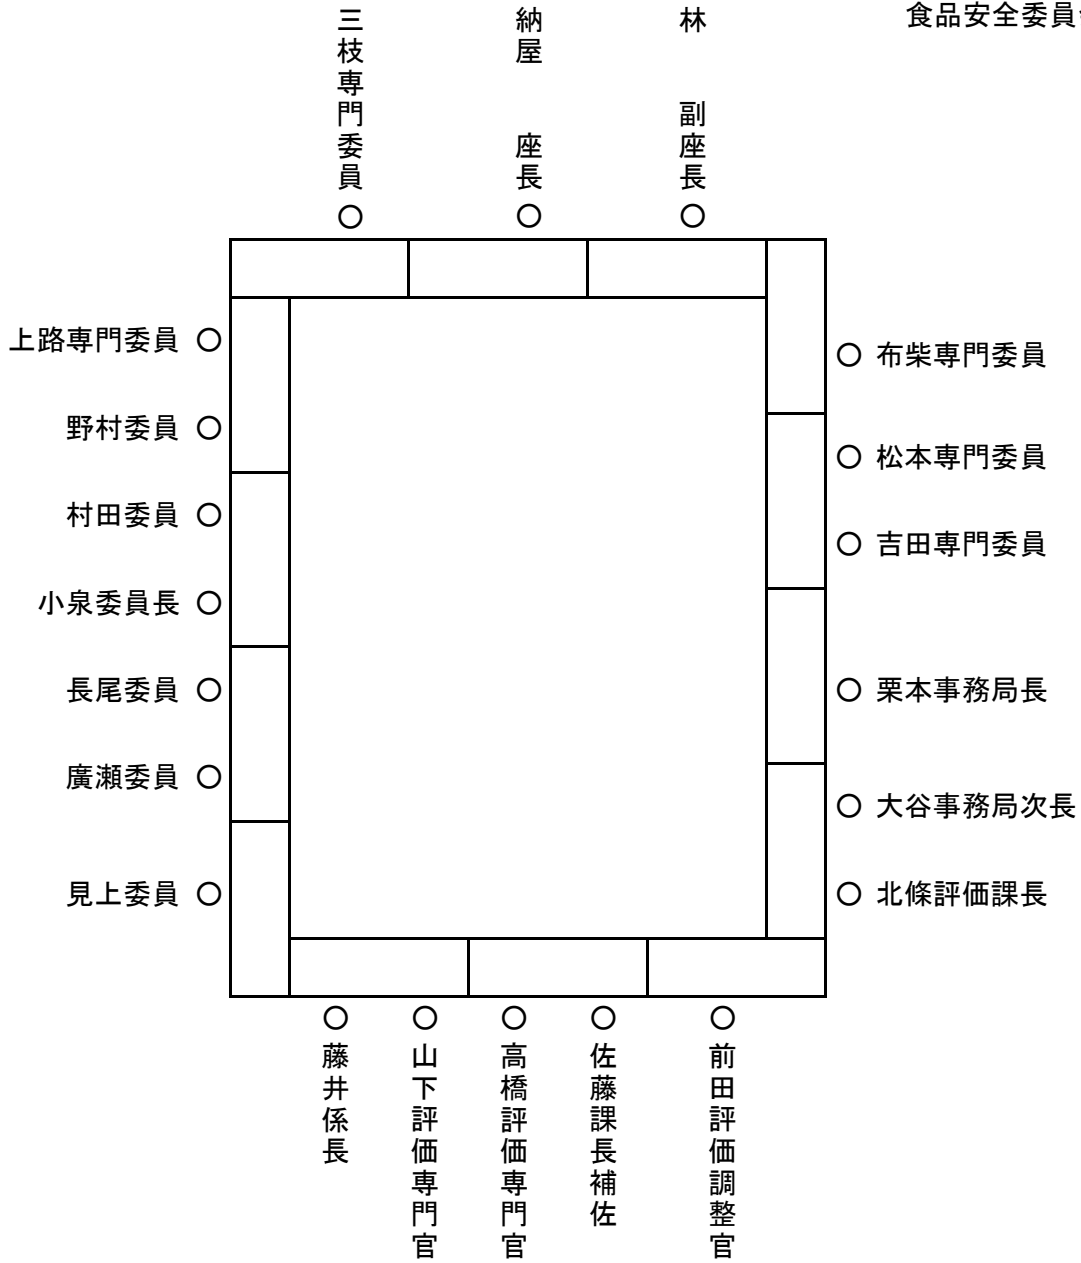 食品安全委員
三枝専門委員
納屋 座長
林 副座長
上路専門委員
野村委員
村田委員
小泉委員長
長尾委員
廣瀬委員
見上委員
布柴専門委員
松本専門委員
吉田専門委員
栗本事務局長
大谷事務局次長
北條評価課長
藤井係長
山下評価専門官
高橋評価専門官
佐藤課長補佐
前田評価調整官